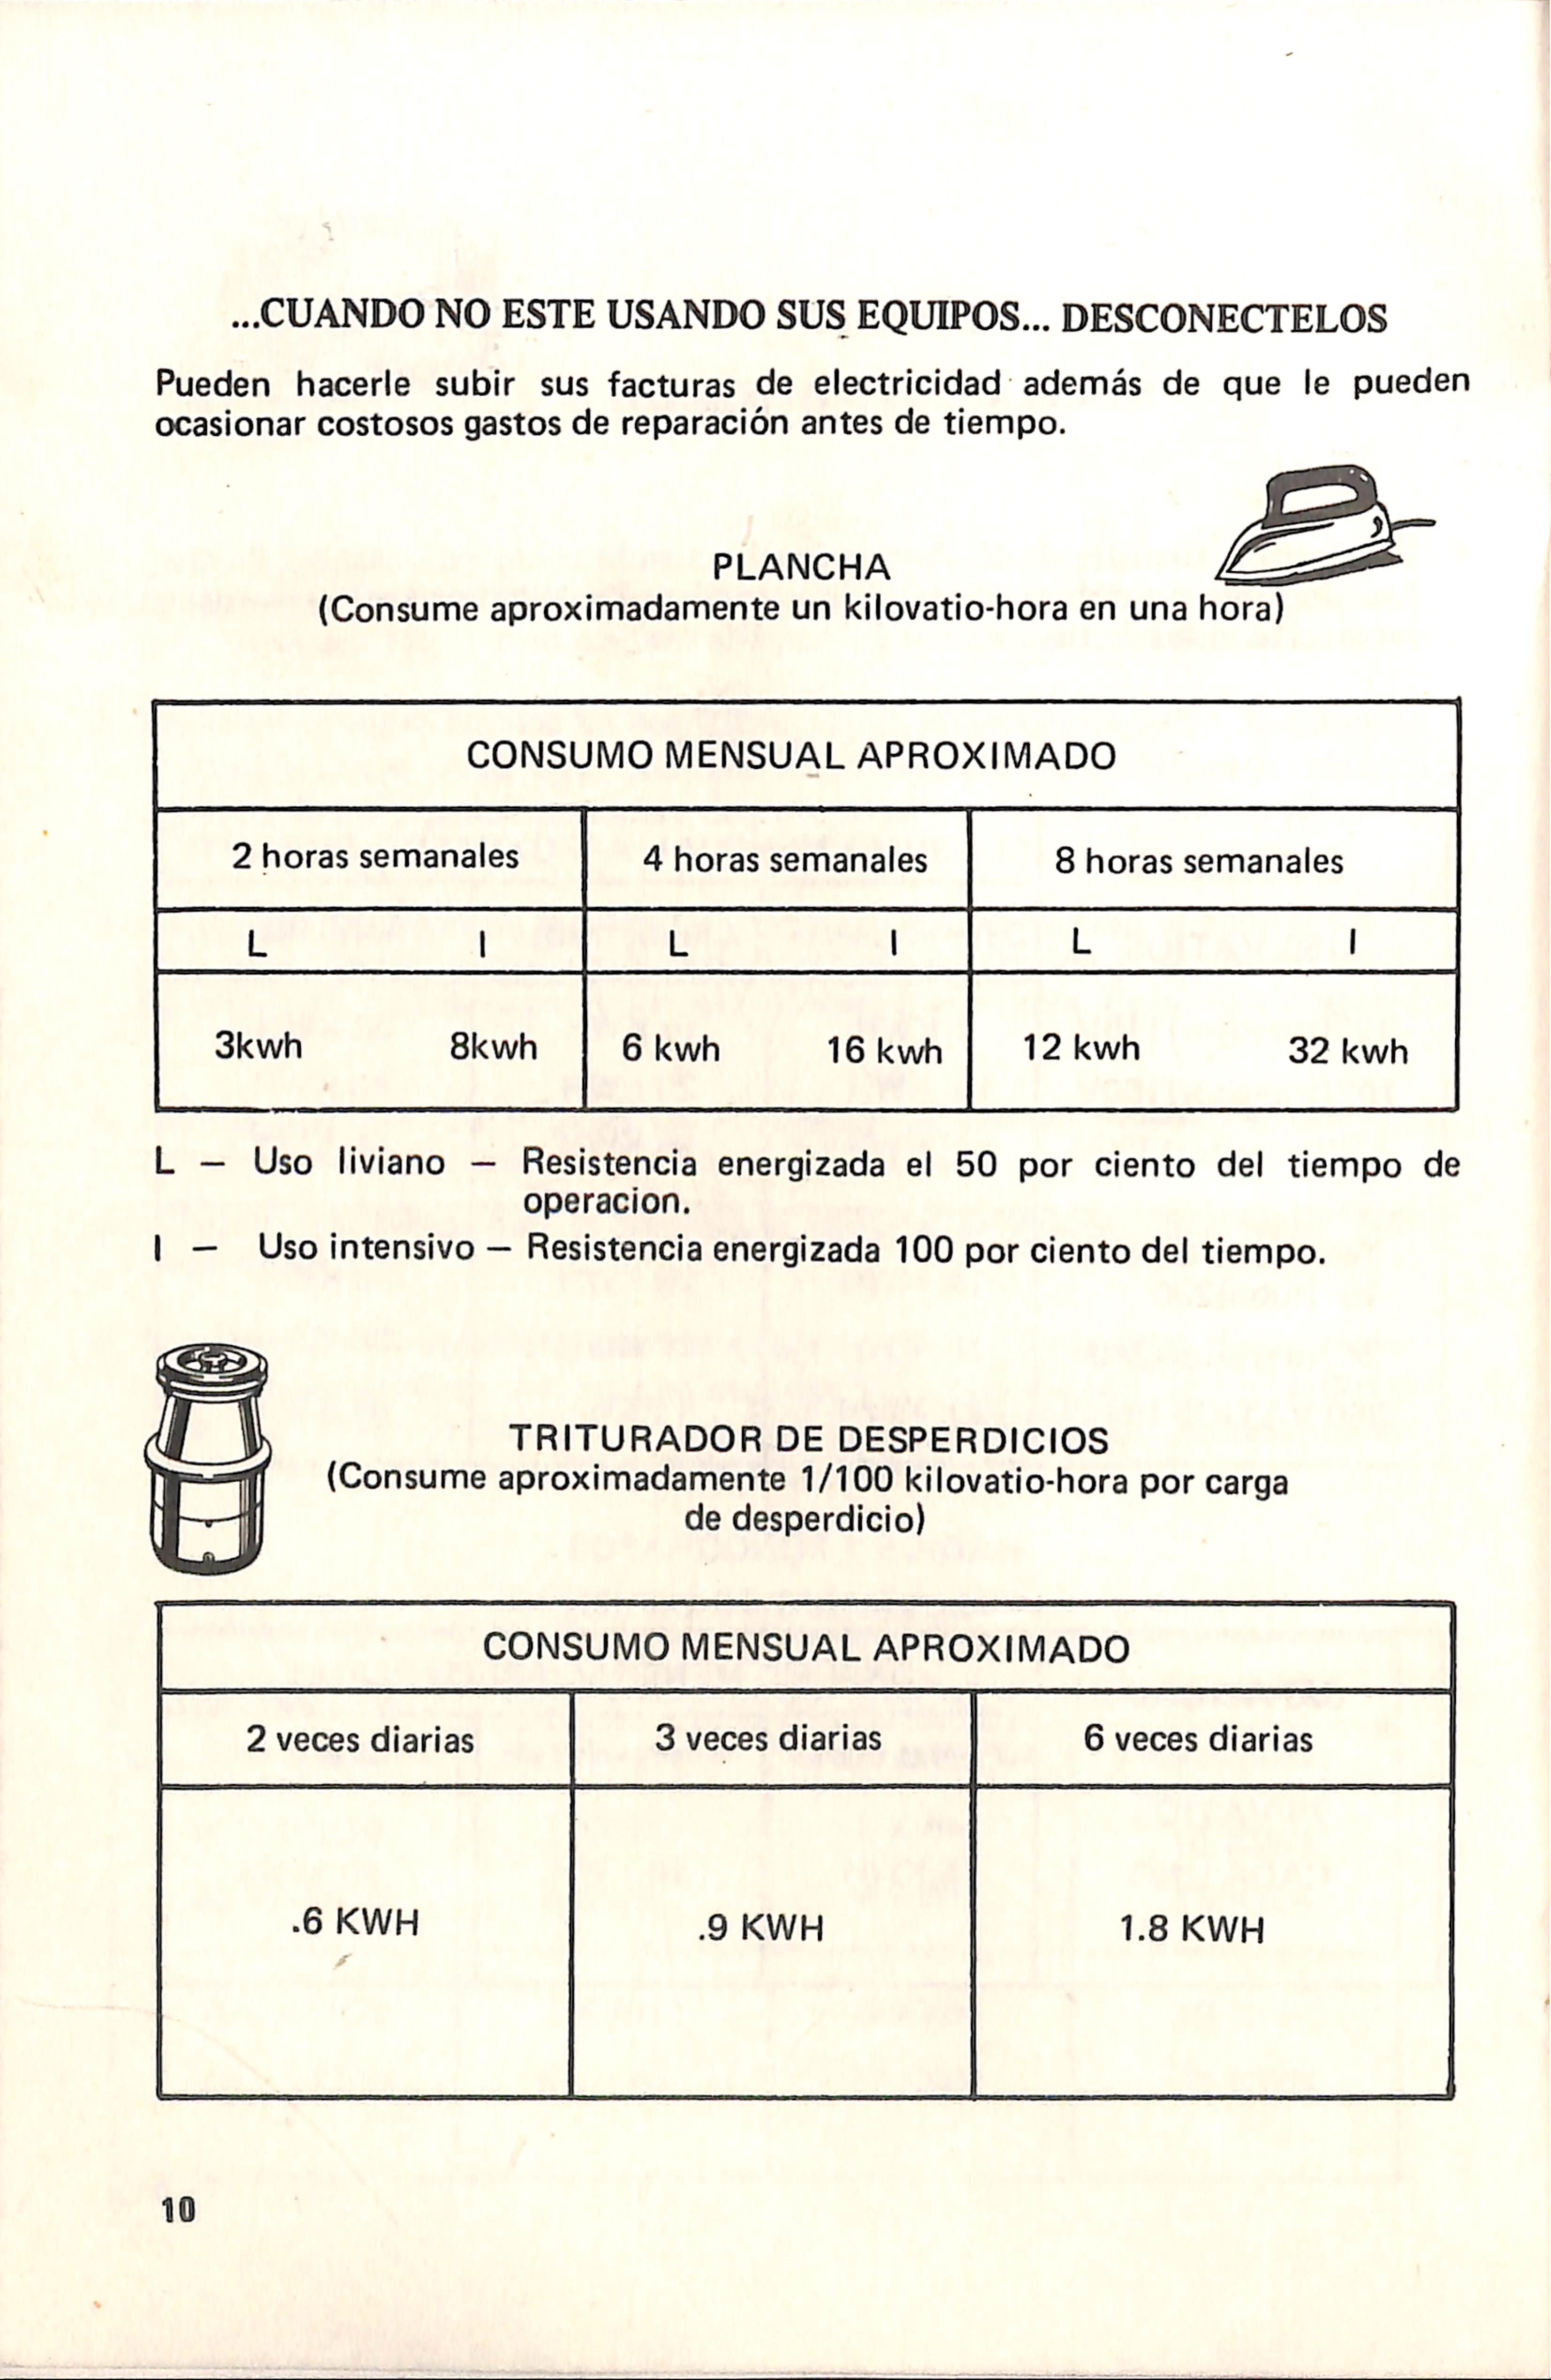 ...CUANDO NO ESTE USANDO SUS EQUIPOS... DESCONECTELOS
Pueden hacerle subir sus facturas de electricidad además de que le pueden
ocasionar costosos gastos de reparación antes de tiempo.
PLANCHA
(Consume aproximadamente un kilovatio-hora en una hora)
CONSUMO MENSUAL APROXIMADO
2 horas semanales 4 horas semanales 8 horas semanales
L I L I L I
3kwh 8kwh 6 kwh 16 kwh 12 kwh 32 kwh
L — Uso liviano — Resistencia energizada el 50 por ciento del tiempo de
operacion.
I — Uso intensivo — Resistencia energizada 100 por ciento del tiempo.
TRITURADOR DE DESPERDICIOS
(Consume aproximadamente 1/100 kilovatio-hora por carga
de desperdicio)
CONSUMO MENSUAL APROXIMADO
2 veces diarias 3 veces diarias 6 veces diarias
.6 KWH .9 KWH 1.8 KWH
10